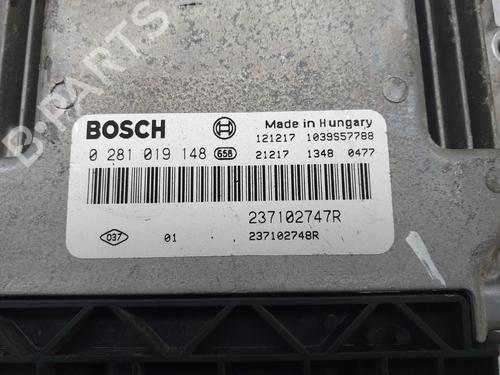 B-PARTS
BOSCH
Made in Hungary
121217 1039S57788
0 281 019 148 658 21217 1348 0477
237102747R
037 01 237102748R